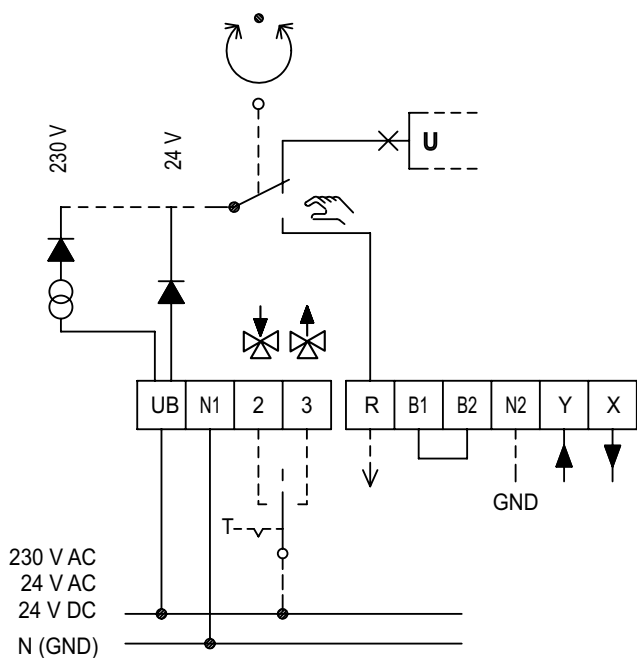 230 V
24 V
U
UB N1 2 3 R B1 B2 N2 Y X
GND
T
230 V AC
24 V AC
24 V DC
N (GND)